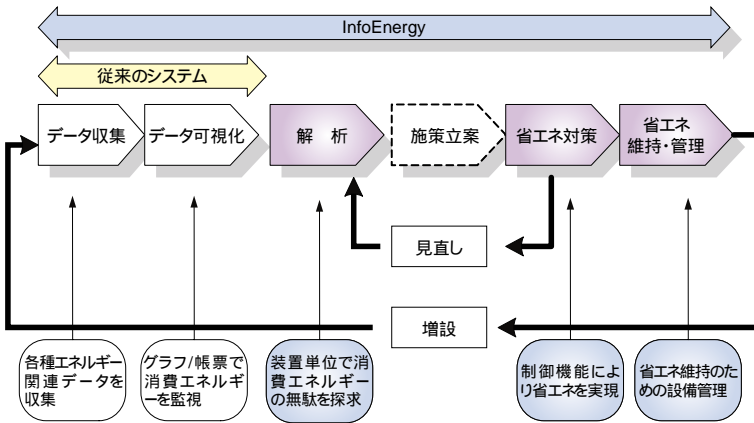 InfoEnergy
従来のシステム
データ収集
データ可視化
解　析
施策立案
省エネ対策
省エネ
維持・管理
見直し
増設
各種エネルギー
関連データを
収集
グラフ/帳票で
消費エネルギ
ーを監視
装置単位で消
費エネルギー
の無駄を探求
制御機能によ
り省エネを実現
省エネ維持のた
めの設備管理